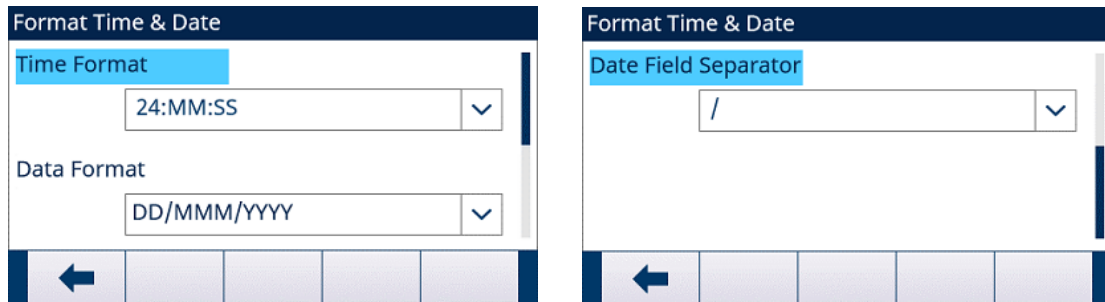 Format Time & Date
Time Format
24:MM:SS
Data Format
DD/MMM/YYYY
Format Time & Date
Date Field Separator
/